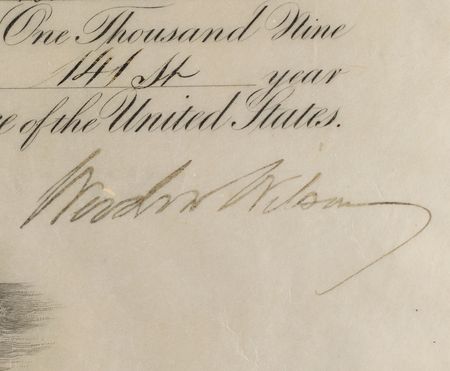 One Thousand Nine
141st year
e of the United States.
Woodrow Wilson